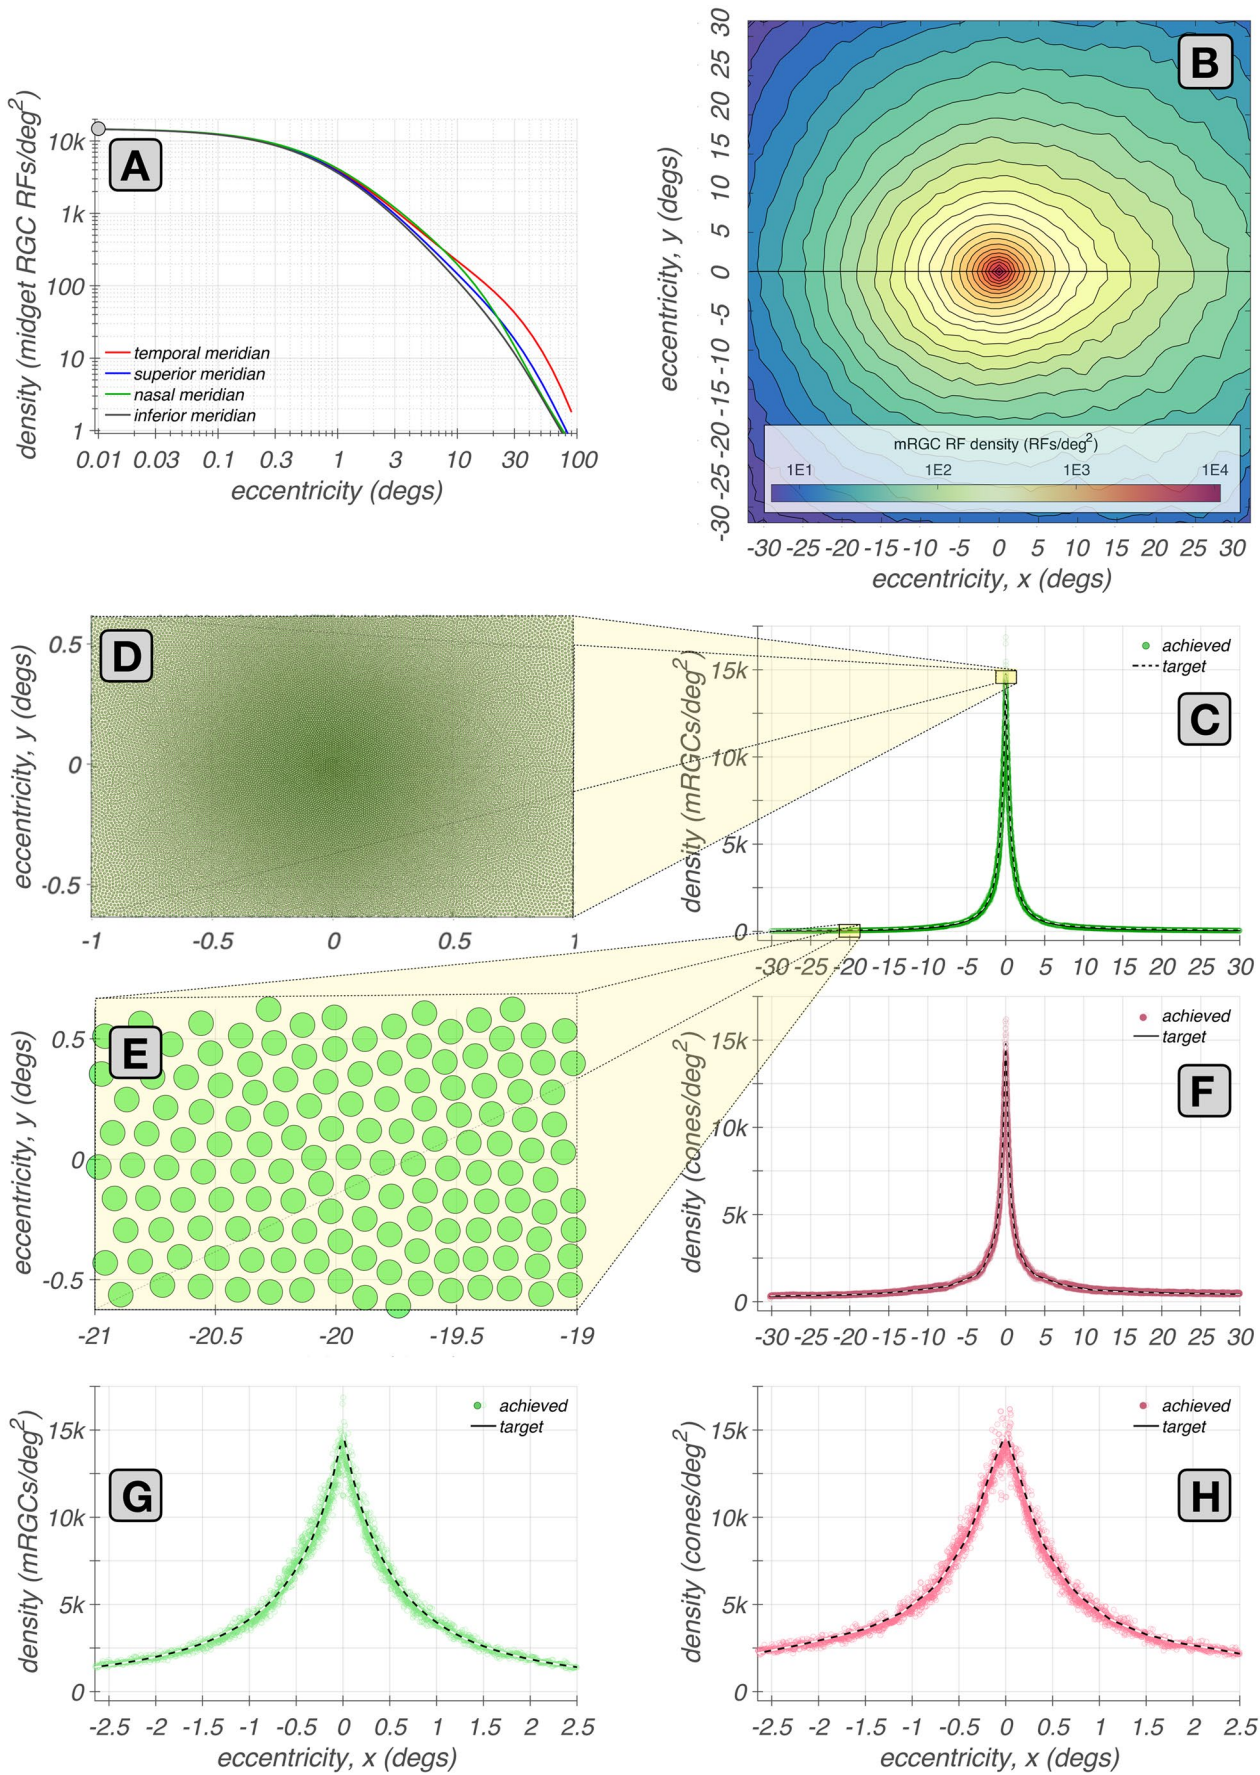 A
density (midget RGC RFs/deg2)
10k
1k
100
10
1
temporal meridian
superior meridian
nasal meridian
inferior meridian
0.01 0.03 0.1 0.3 1 3 10 30 100
eccentricity (degs)
B
eccentricity, y (degs)
30
25
20
15
10
5
0
-5
-10
-15
-20
-25
-30
mRGC RF density (RFs/deg2)
1E1 1E2 1E3 1E4
-30 -25 -20 -15 -10 -5 0 5 10 15 20 25 30
eccentricity, x (degs)
D
eccentricity, y (degs)
0.5
0
-0.5
-1 -0.5 0 0.5 1
C
density (mRGCs/deg2)
15k
10k
5k
0
achieved
target
-30 -25 -20 -15 -10 -5 0 5 10 15 20 25 30
E
eccentricity, y (degs)
0.5
0
-0.5
-21 -20.5 -20 -19.5 -19
F
density (cones/deg2)
15k
10k
5k
0
achieved
target
-30 -25 -20 -15 -10 -5 0 5 10 15 20 25 30
G
density (mRGCs/deg2)
15k
10k
5k
0
achieved
target
-2.5 -2 -1.5 -1 -0.5 0 0.5 1 1.5 2 2.5
eccentricity, x (degs)
H
density (cones/deg2)
15k
10k
5k
0
achieved
target
-2.5 -2 -1.5 -1 -0.5 0 0.5 1 1.5 2 2.5
eccentricity, x (degs)